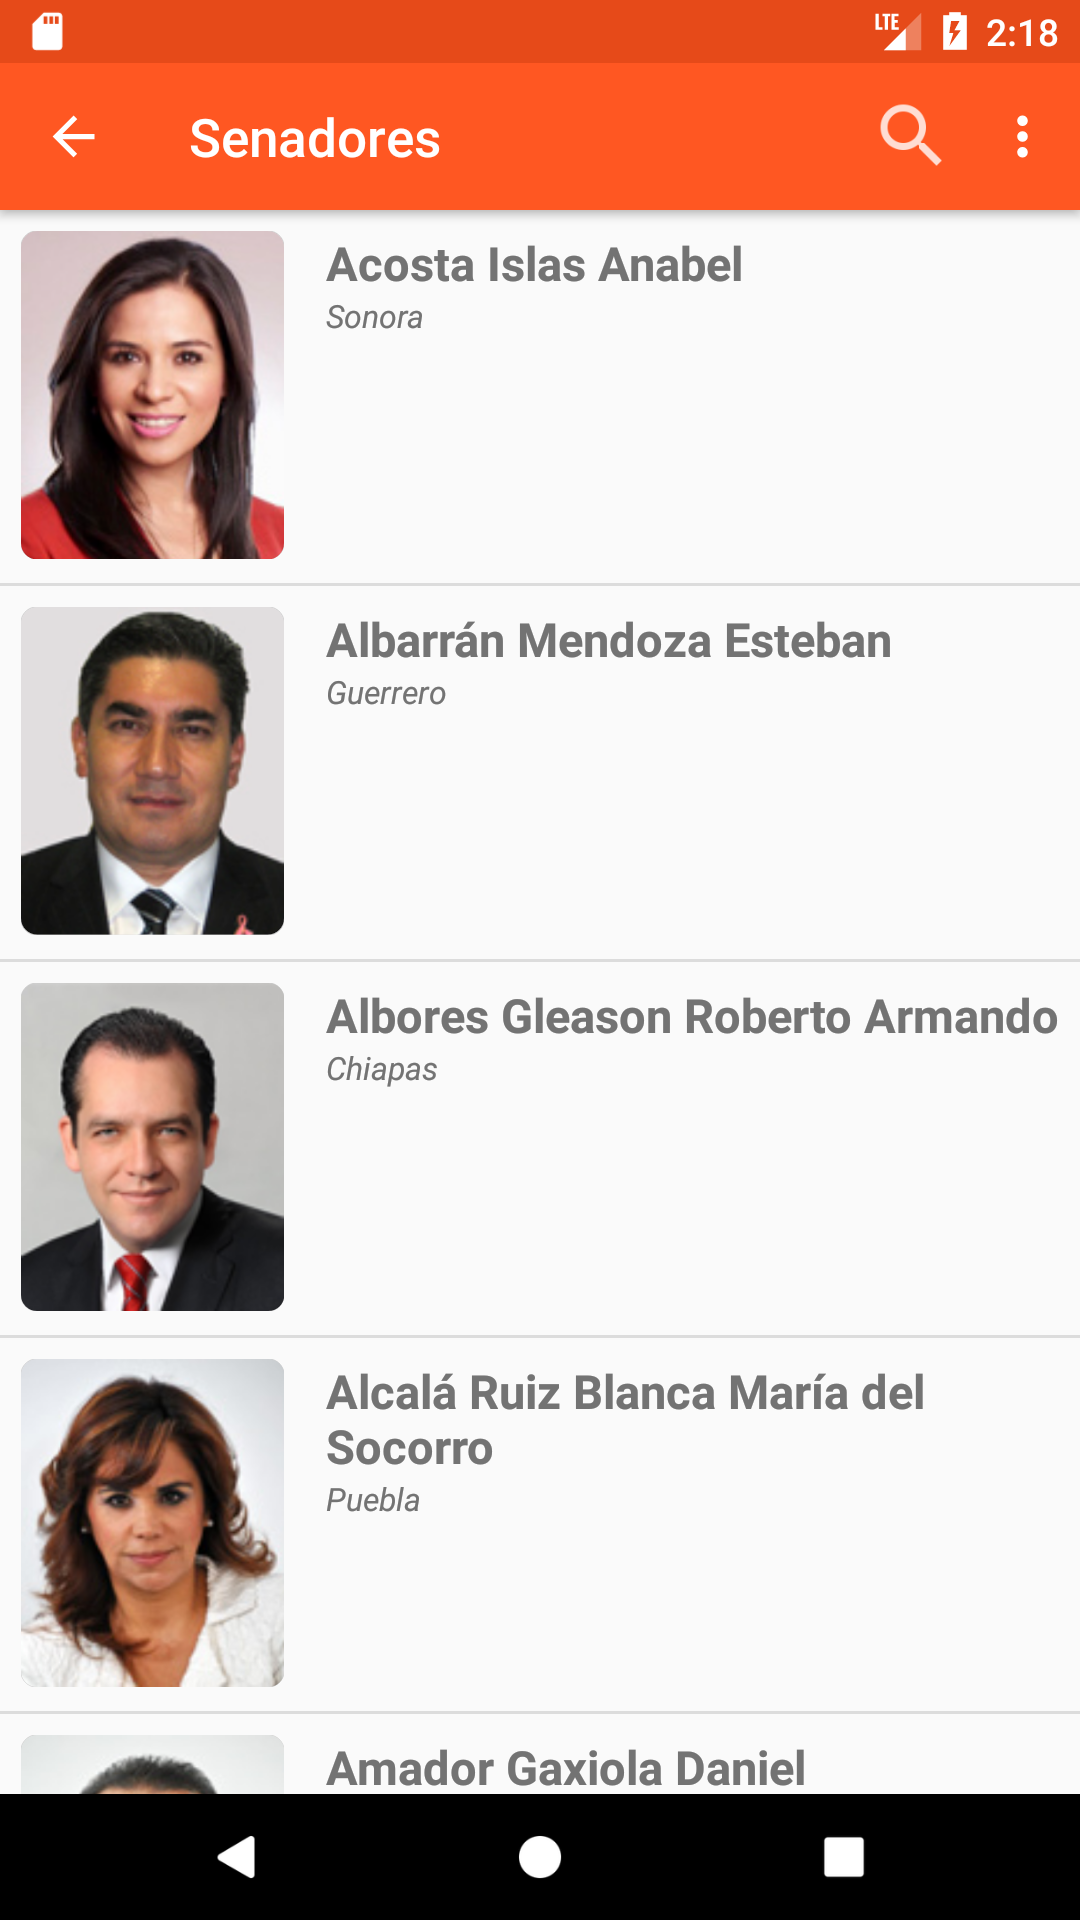 LTE 2:18
Senadores
Acosta Islas Anabel
Sonora
Albarrán Mendoza Esteban
Guerrero
Albores Gleason Roberto Armando
Chiapas
Alcalá Ruiz Blanca María del
Socorro
Puebla
Amador Gaxiola Daniel